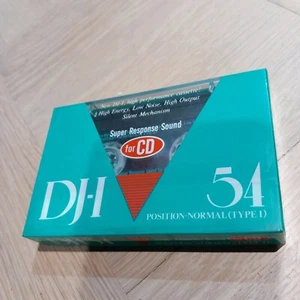 New DJ-I, high performance cassette!
High Energy, Low Noise, High Output
Silent Mechanism
Super Response Sound
for CD
DJ-I
54
POSITION·NORMAL(TYPE I)